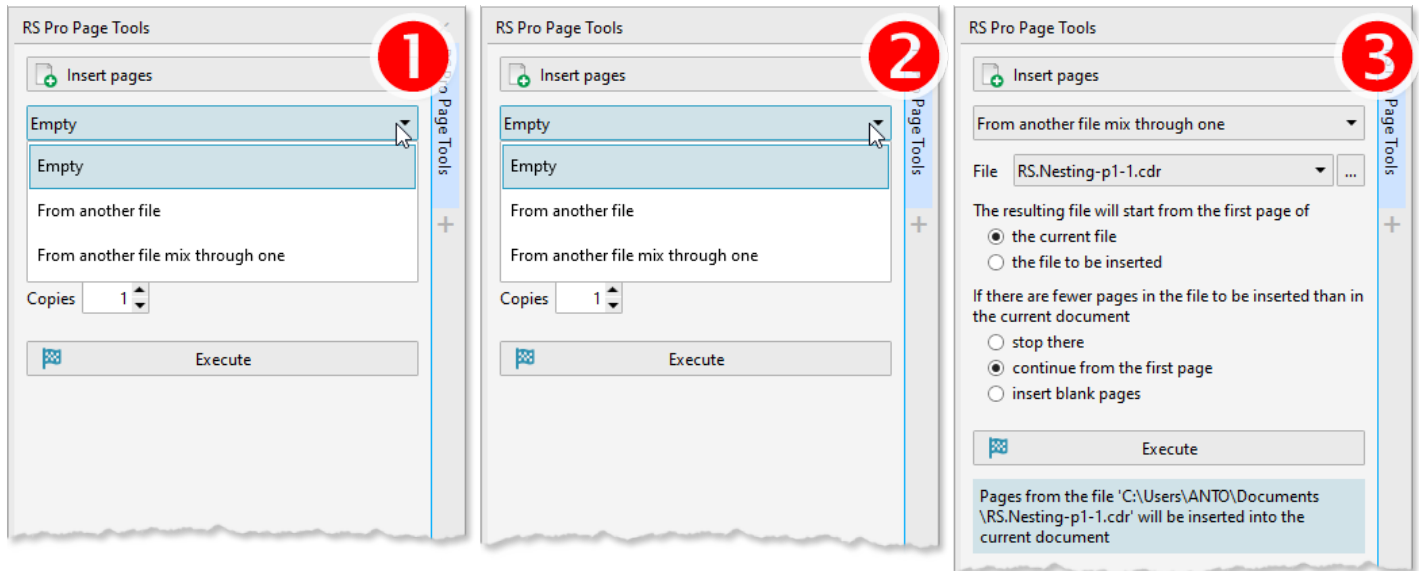 RS Pro Page Tools
1
Insert pages
Empty
Empty
From another file
From another file mix through one
Copies 1
Execute
Pro Page Tools
RS Pro Page Tools
2
Insert pages
Empty
Empty
From another file
From another file mix through one
Copies 1
Execute
Page Tools
RS Pro Page Tools
3
Insert pages
From another file mix through one
File RS.Nesting-p1-1.cdr ...
The resulting file will start from the first page of
the current file
the file to be inserted
If there are fewer pages in the file to be inserted than in
the current document
stop there
continue from the first page
insert blank pages
Execute
Pages from the file 'C:\Users\ANTO\Documents
\RS.Nesting-p1-1.cdr' will be inserted into the
current document
Page Tools